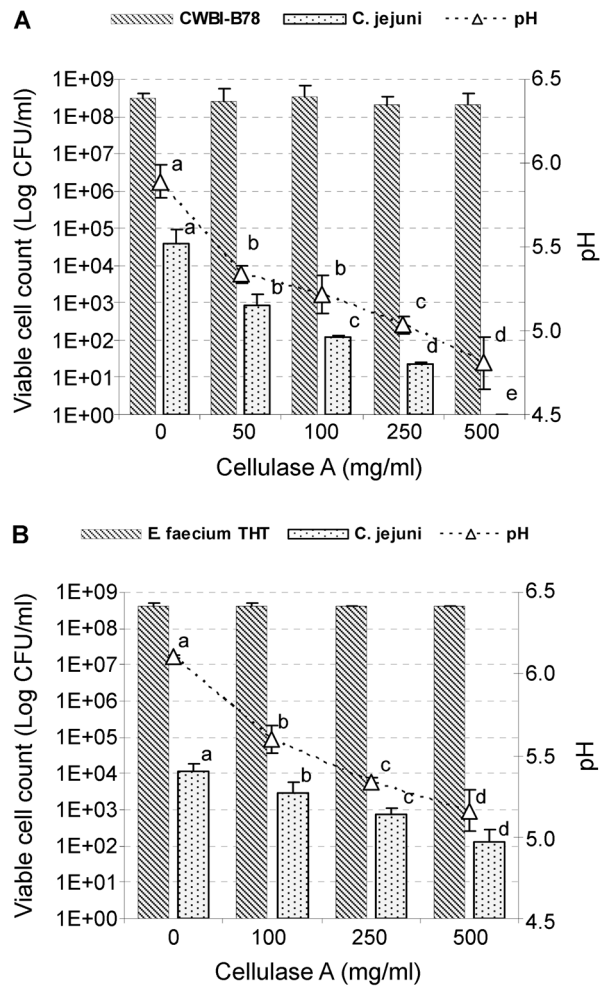 A
CWBI-B78 C. jejuni pH
Viable cell count (Log CFU/ml)
1E+09
1E+08
1E+07
1E+06
1E+05
1E+04
1E+03
1E+02
1E+01
1E+00
6.5
6.0
5.5
5.0
4.5
pH
a
a
b
b
b
c
c
d
d
e
0 50 100 250 500
Cellulase A (mg/ml)
B
E. faecium THT C. jejuni pH
Viable cell count (Log CFU/ml)
1E+09
1E+08
1E+07
1E+06
1E+05
1E+04
1E+03
1E+02
1E+01
1E+00
6.5
6.0
5.5
5.0
4.5
pH
a
a
b
b
c
c
d
d
0 100 250 500
Cellulase A (mg/ml)